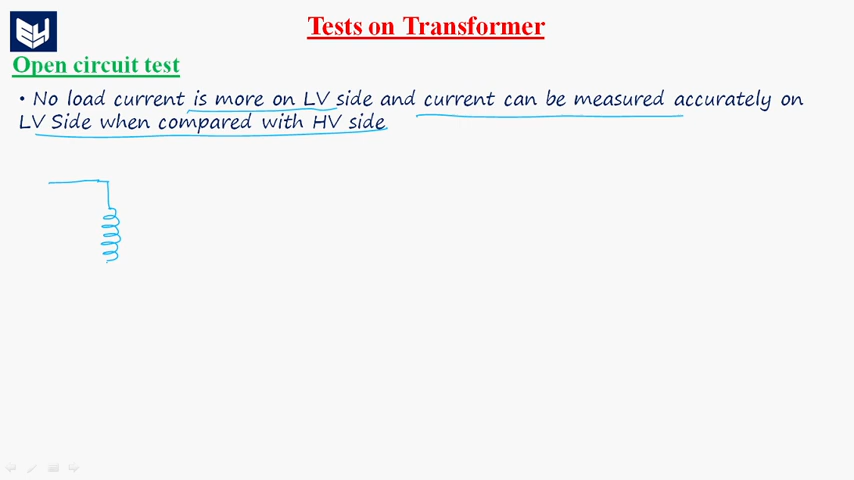 Tests on Transformer
Open circuit test
• No load current is more on LV side and current can be measured accurately on
LV Side when compared with HV side